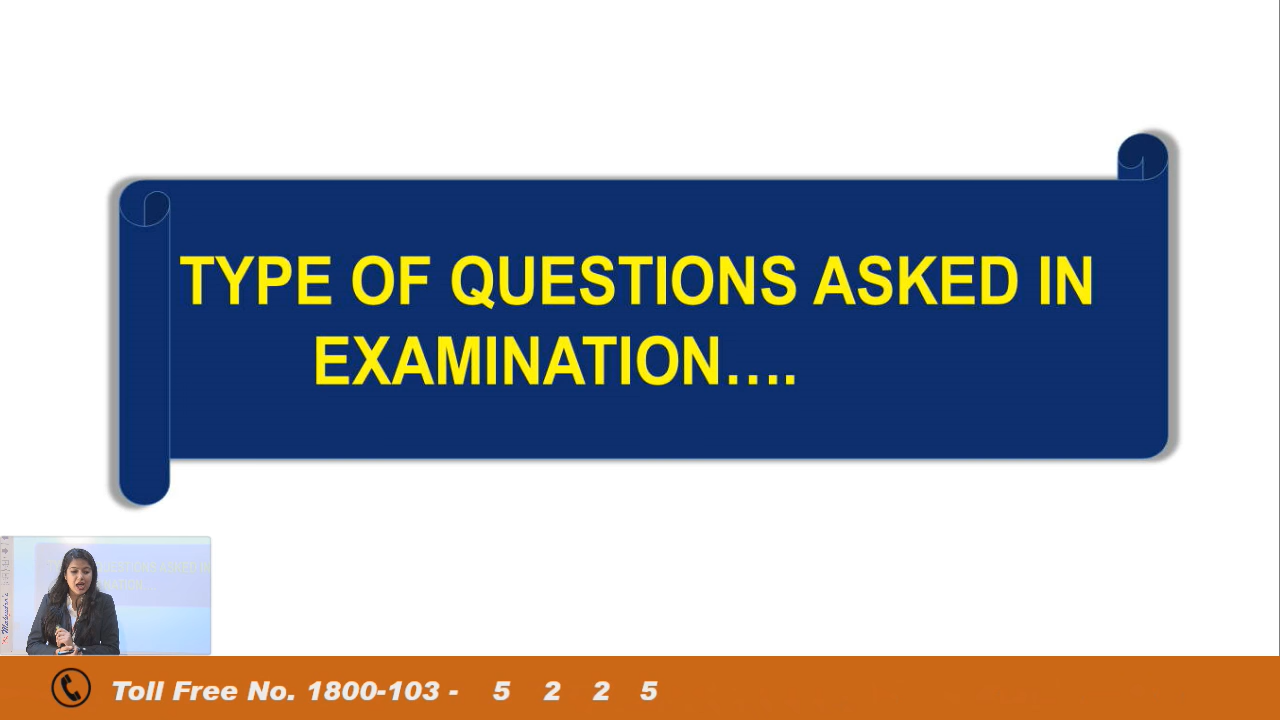 TYPE OF QUESTIONS ASKED IN
EXAMINATION....
Toll Free No. 1800-103 - 5 2 2 5